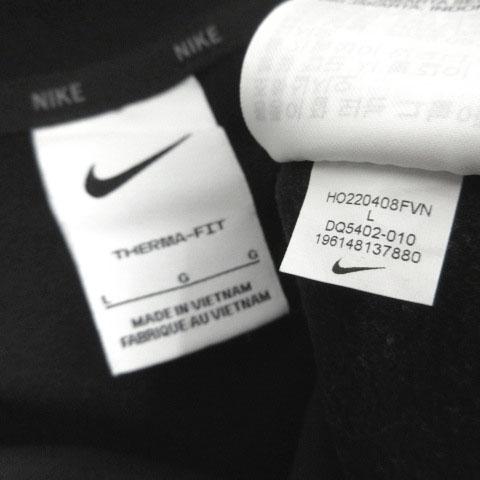 NIKE
NIKE
THERMA-FIT
L G G
MADE IN VIETNAM
FABRIQUE AU VIETNAM
HO220408FVN
L
DQ5402-010
196148137880